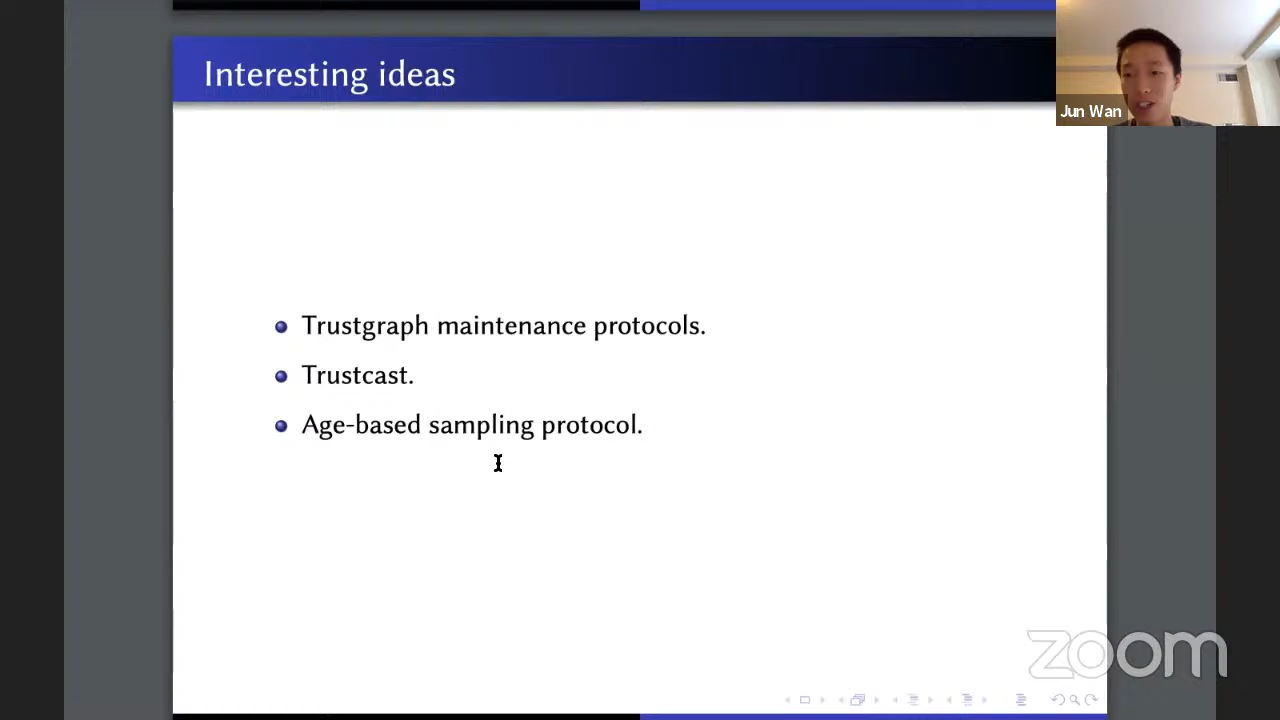 Interesting ideas
Jun Wan
Trustgraph maintenance protocols.
Trustcast.
Age-based sampling protocol.
zoom